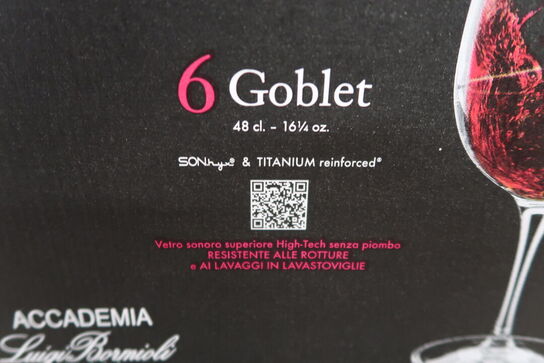 6 Goblet
48 cl. - 16¼ oz.
SONhyx® & TITANIUM reinforced®
Vetro sonoro superiore High-Tech senza piombo
RESISTENTE ALLE ROTTURE
e AI LAVAGGI IN LAVASTOVIGLIE
ACCADEMIA
Luigi Bormioli